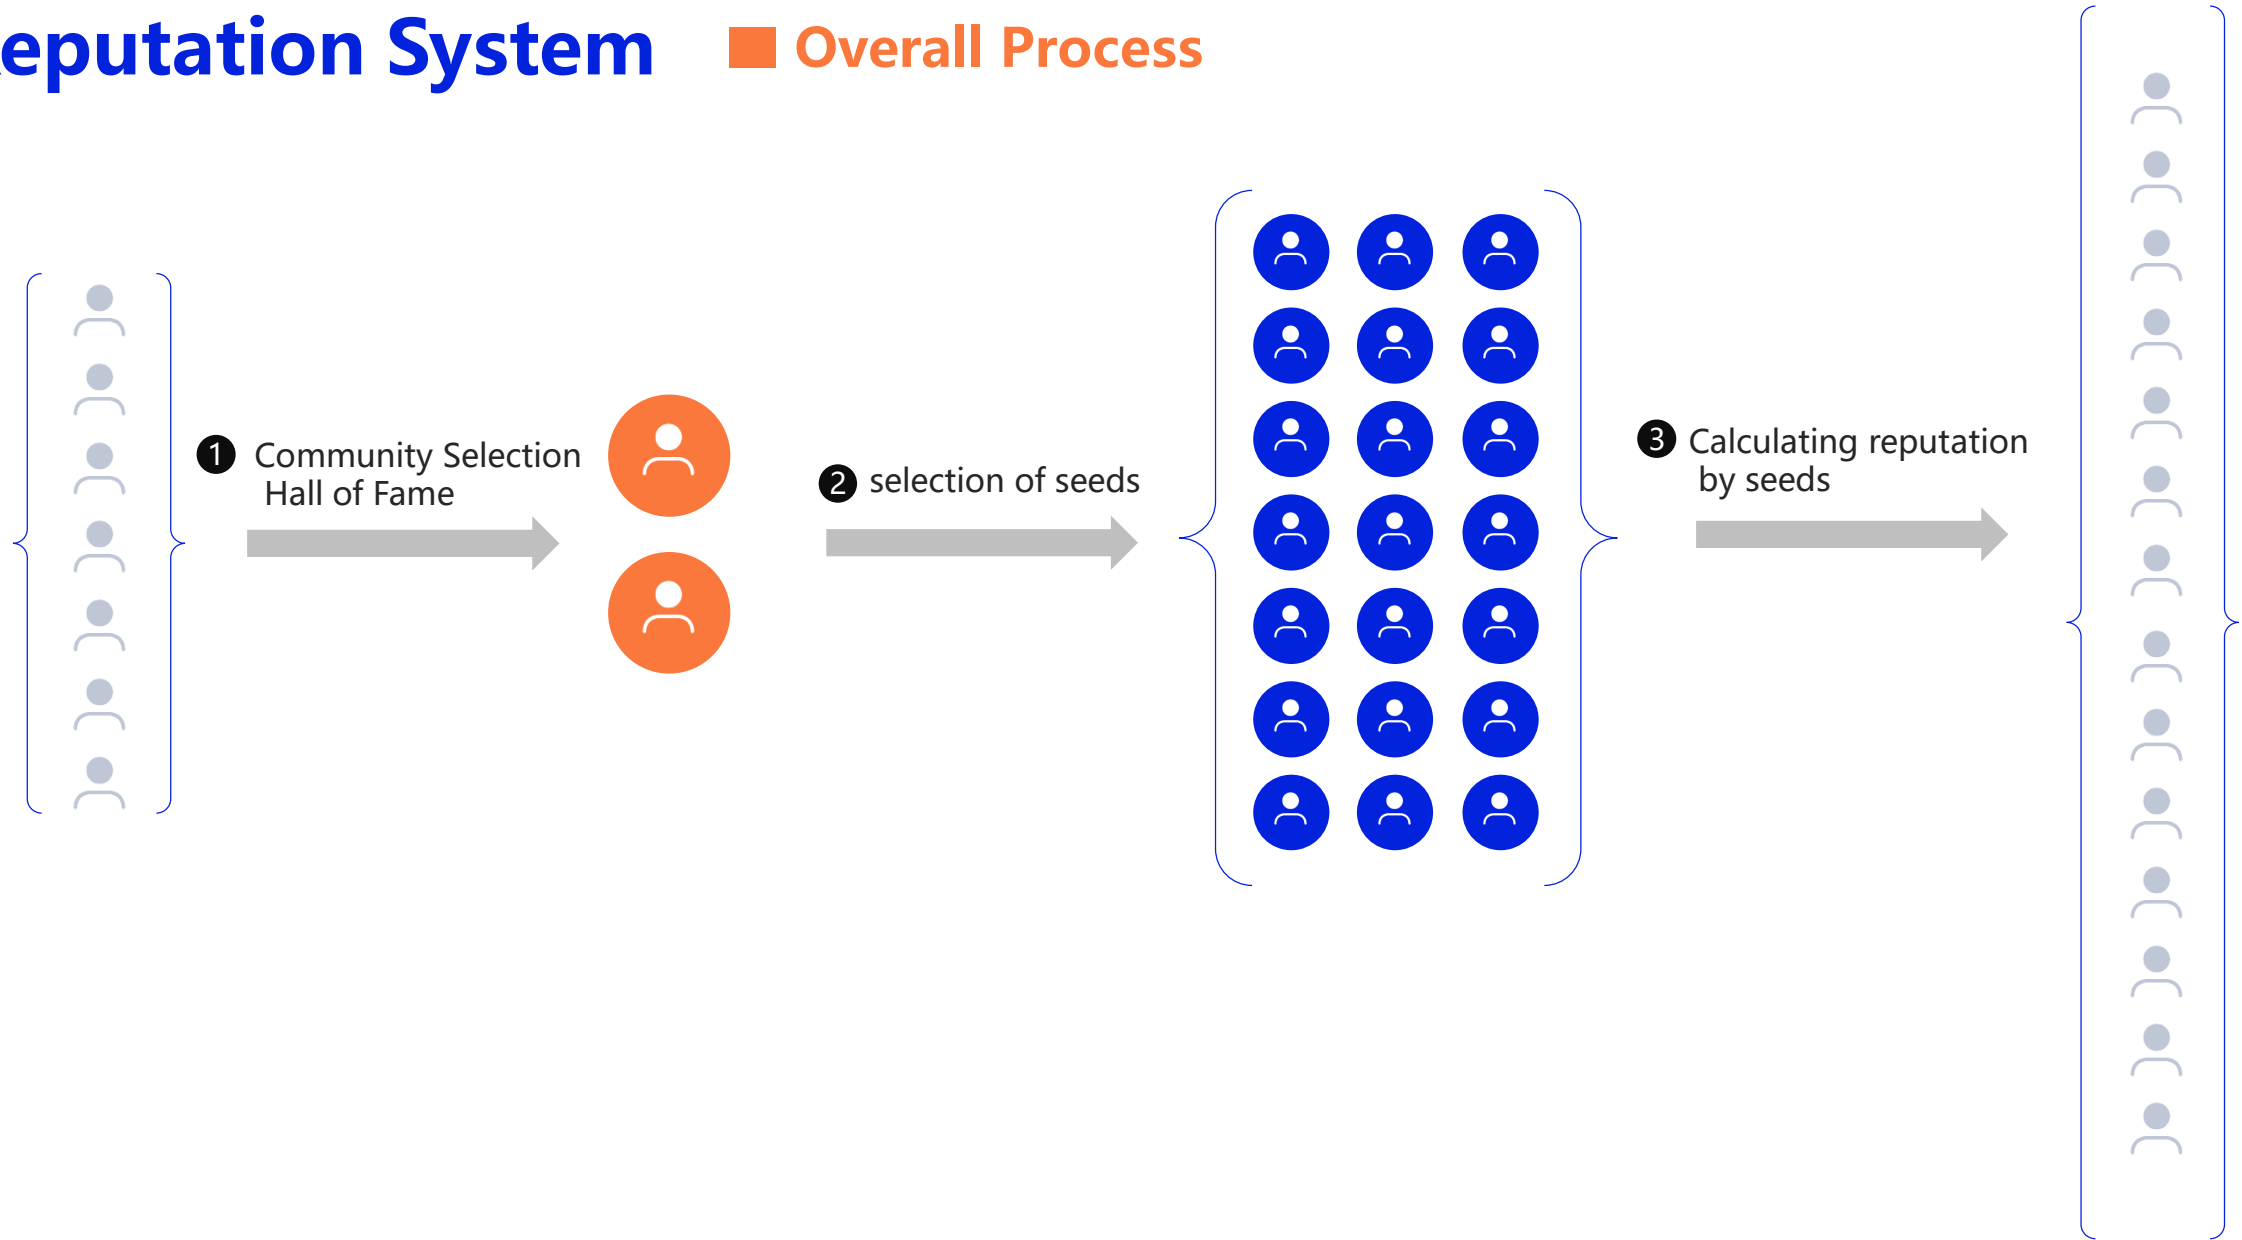 eputation System
Overall Process
1 Community Selection
Hall of Fame
2 selection of seeds
3 Calculating reputation
by seeds